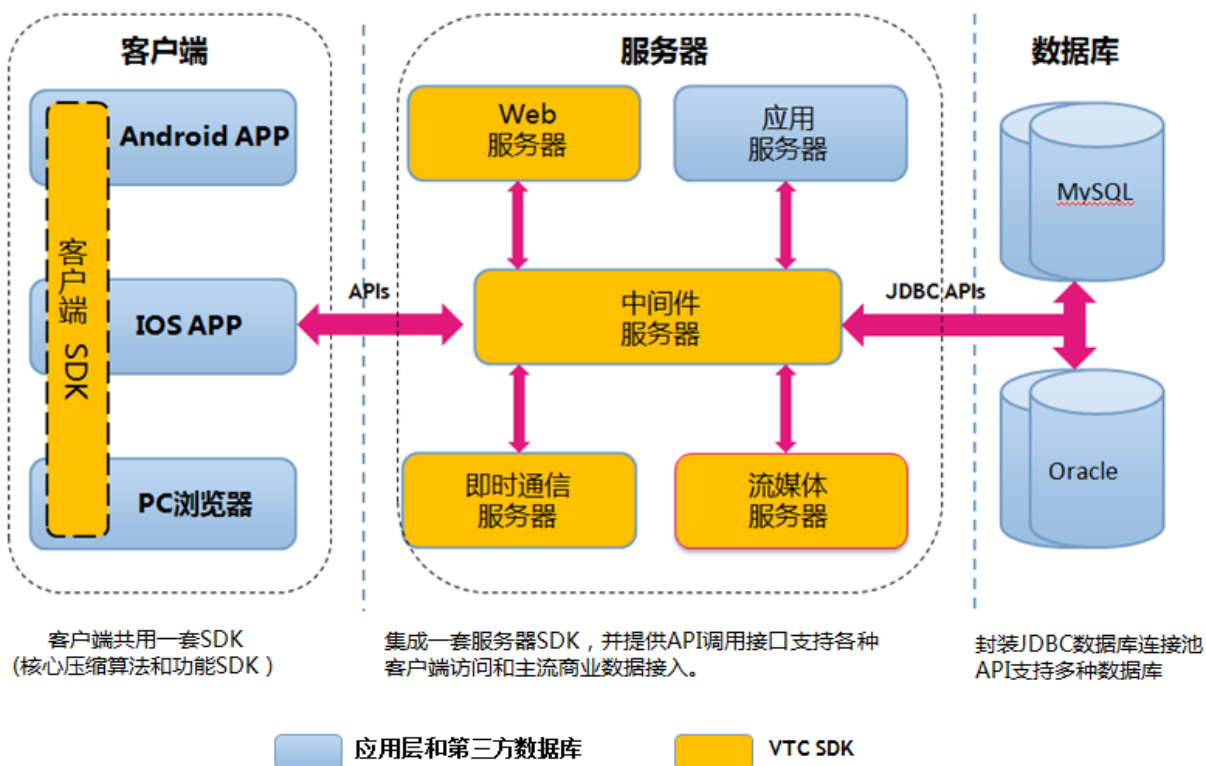 客户端
Android APP
客户端 SDK
IOS APP
PC浏览器
APIs
服务器
Web
服务器
应用
服务器
中间件
服务器
即时通信
服务器
流媒体
服务器
JDBC APIs
数据库
MySQL
Oracle
客户端共用一套SDK
(核心压缩算法和功能SDK）
集成一套服务器SDK，并提供API调用接口支持各种
客户端访问和主流商业数据接入。
封装JDBC数据库连接池
API支持多种数据库
应用层和第三方数据库
VTC SDK